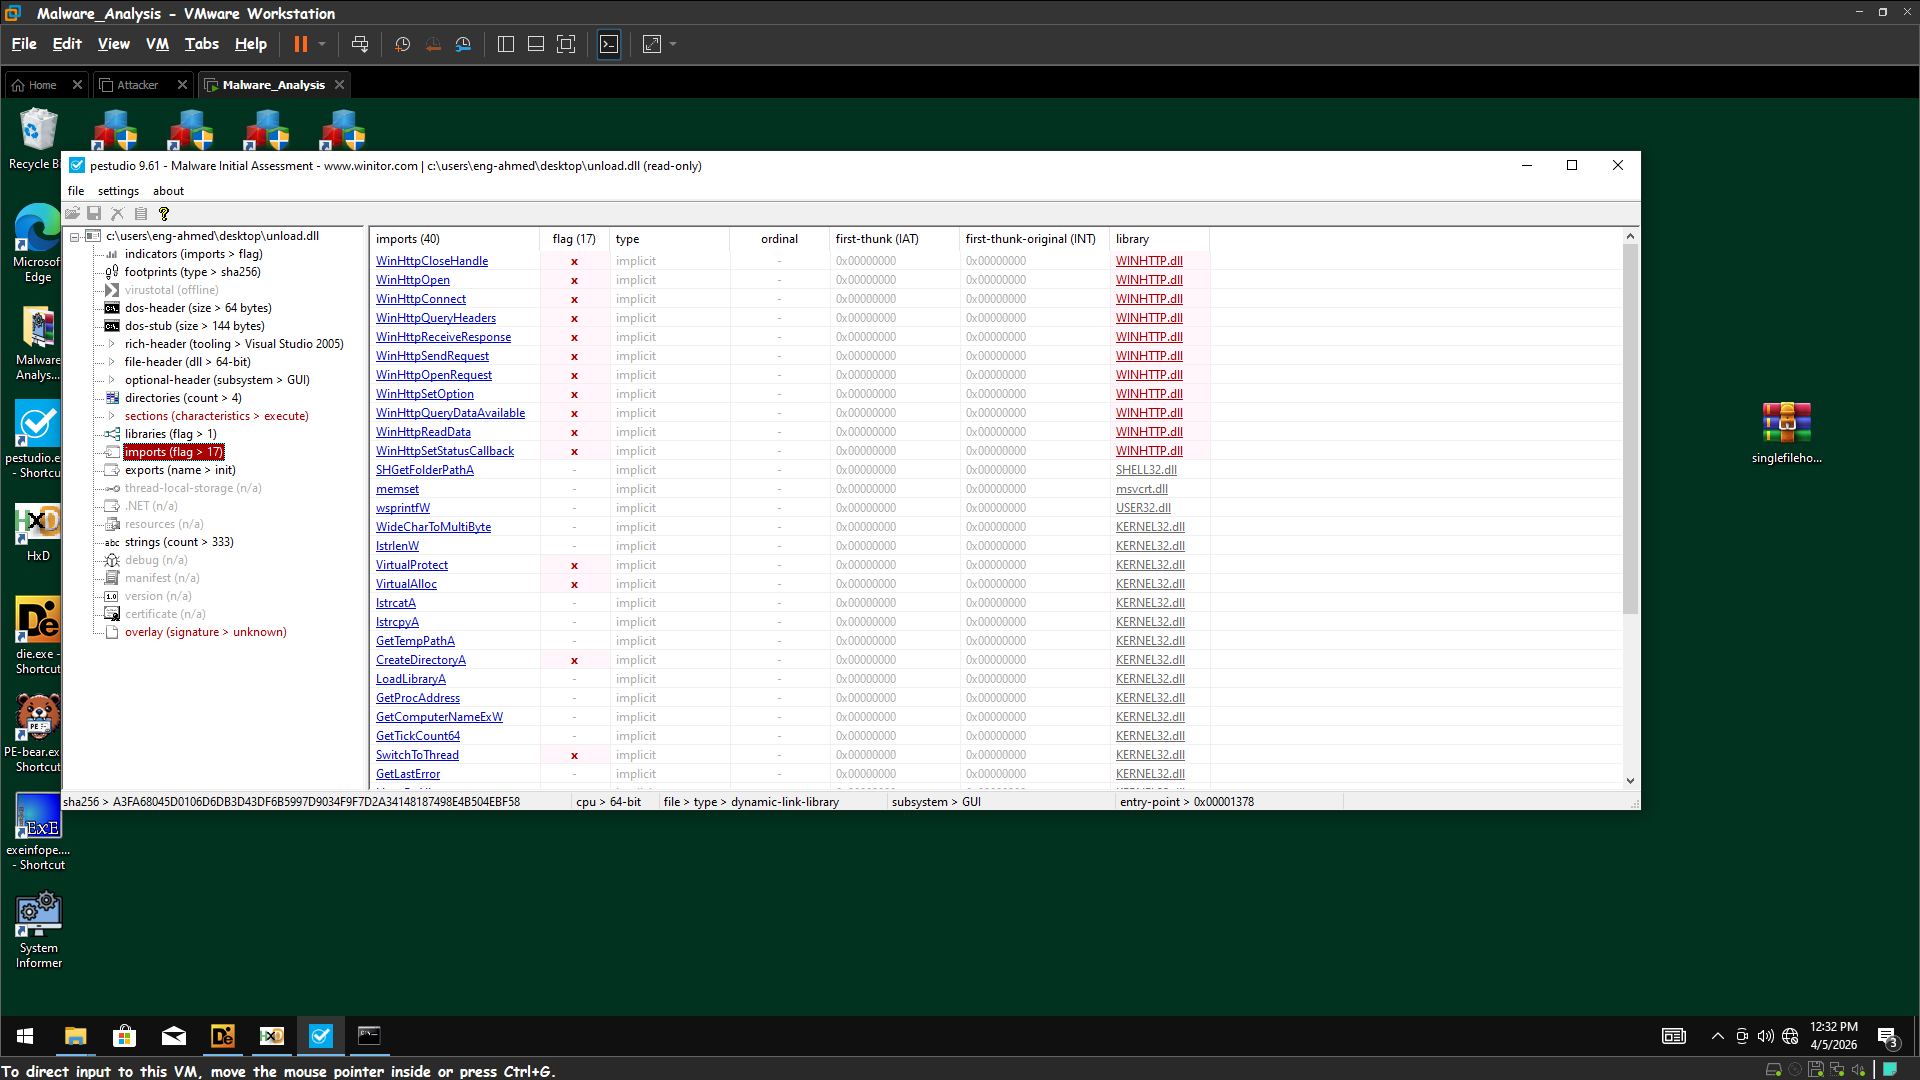 Malware_Analysis - VMware Workstation
File Edit View VM Tabs Help
Home
Attacker
Malware_Analysis
Recycle B
Microsof
Edge
Malware
Analys...
pestudio.e
- Shortcu
HxD
die.exe -
Shortcut
PE-bear.ex
Shortcut
exeinfope....
- Shortcut
System
Informer
singlefileho...
pestudio 9.61 - Malware Initial Assessment - www.winitor.com | c:\users\eng-ahmed\desktop\unload.dll (read-only)
file settings about
c:\users\eng-ahmed\desktop\unload.dll
indicators (imports > flag)
footprints (type > sha256)
virustotal (offline)
dos-header (size > 64 bytes)
dos-stub (size > 144 bytes)
rich-header (tooling > Visual Studio 2005)
file-header (dll > 64-bit)
optional-header (subsystem > GUI)
directories (count > 4)
sections (characteristics > execute)
libraries (flag > 1)
imports (flag > 17)
exports (name > init)
thread-local-storage (n/a)
.NET (n/a)
resources (n/a)
abc strings (count > 333)
debug (n/a)
manifest (n/a)
1.0 version (n/a)
certificate (n/a)
overlay (signature > unknown)
imports (40) flag (17) type ordinal first-thunk (IAT) first-thunk-original (INT) library
WinHttpCloseHandle x implicit - 0x00000000 0x00000000 WINHTTP.dll
WinHttpOpen x implicit - 0x00000000 0x00000000 WINHTTP.dll
WinHttpConnect x implicit - 0x00000000 0x00000000 WINHTTP.dll
WinHttpQueryHeaders x implicit - 0x00000000 0x00000000 WINHTTP.dll
WinHttpReceiveResponse x implicit - 0x00000000 0x00000000 WINHTTP.dll
WinHttpSendRequest x implicit - 0x00000000 0x00000000 WINHTTP.dll
WinHttpOpenRequest x implicit - 0x00000000 0x00000000 WINHTTP.dll
WinHttpSetOption x implicit - 0x00000000 0x00000000 WINHTTP.dll
WinHttpQueryDataAvailable x implicit - 0x00000000 0x00000000 WINHTTP.dll
WinHttpReadData x implicit - 0x00000000 0x00000000 WINHTTP.dll
WinHttpSetStatusCallback x implicit - 0x00000000 0x00000000 WINHTTP.dll
SHGetFolderPathA - implicit - 0x00000000 0x00000000 SHELL32.dll
memset - implicit - 0x00000000 0x00000000 msvcrt.dll
wsprintfW - implicit - 0x00000000 0x00000000 USER32.dll
WideCharToMultiByte - implicit - 0x00000000 0x00000000 KERNEL32.dll
lstrlenW - implicit - 0x00000000 0x00000000 KERNEL32.dll
VirtualProtect x implicit - 0x00000000 0x00000000 KERNEL32.dll
VirtualAlloc x implicit - 0x00000000 0x00000000 KERNEL32.dll
lstrcatA - implicit - 0x00000000 0x00000000 KERNEL32.dll
lstrcpyA - implicit - 0x00000000 0x00000000 KERNEL32.dll
GetTempPathA - implicit - 0x00000000 0x00000000 KERNEL32.dll
CreateDirectoryA x implicit - 0x00000000 0x00000000 KERNEL32.dll
LoadLibraryA - implicit - 0x00000000 0x00000000 KERNEL32.dll
GetProcAddress - implicit - 0x00000000 0x00000000 KERNEL32.dll
GetComputerNameExW - implicit - 0x00000000 0x00000000 KERNEL32.dll
GetTickCount64 - implicit - 0x00000000 0x00000000 KERNEL32.dll
SwitchToThread x implicit - 0x00000000 0x00000000 KERNEL32.dll
GetLastError - implicit - 0x00000000 0x00000000 KERNEL32.dll
sha256 > A3FA68045D0106D6DB3D43DF6B5997D9034F9F7D2A34148187498E4B504EBF58 cpu > 64-bit file > type > dynamic-link-library subsystem > GUI entry-point > 0x00001378
12:32 PM
4/5/2026
3
To direct input to this VM, move the mouse pointer inside or press Ctrl+G.